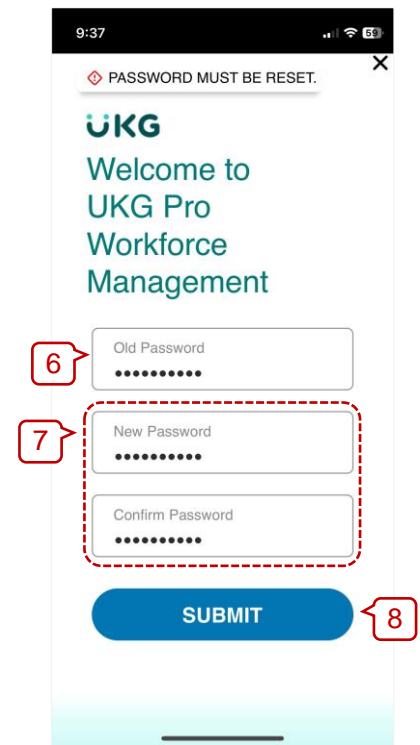 9:37
59
PASSWORD MUST BE RESET.
UKG
Welcome to
UKG Pro
Workforce
Management
6
Old Password
••••••••••
7
New Password
••••••••••
Confirm Password
••••••••••
SUBMIT
8